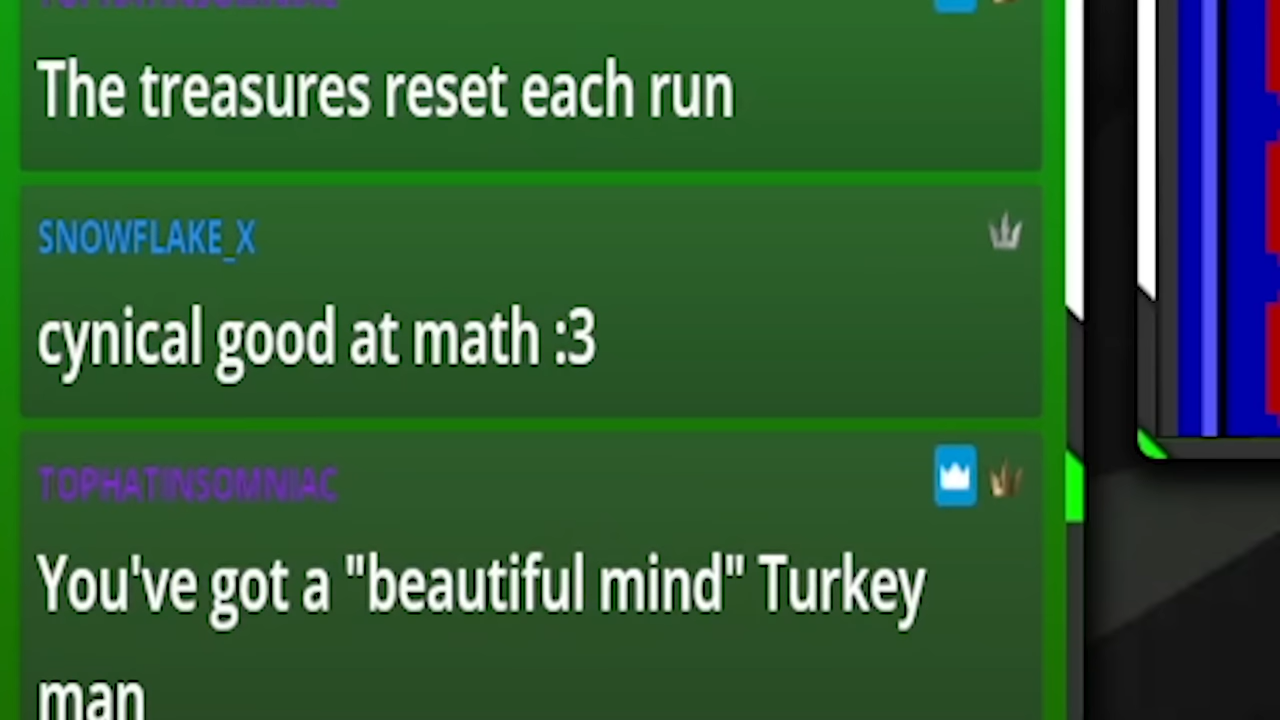 TOPHATINSOMNIAC
The treasures reset each run
SNOWFLAKE_X
cynical good at math :3
TOPHATINSOMNIAC
You've got a "beautiful mind" Turkey
man